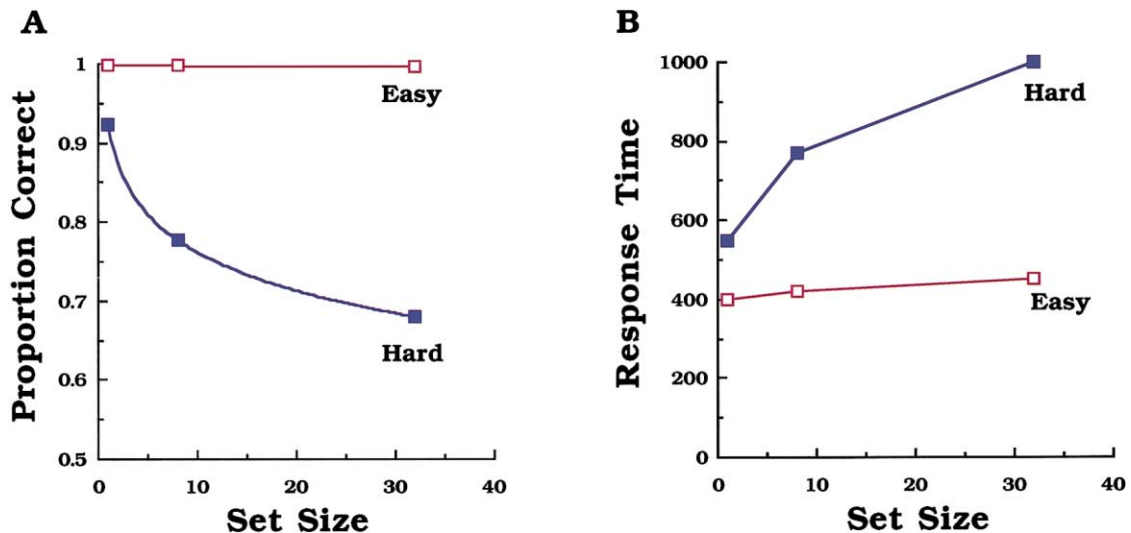 A
Proportion Correct
1
0.9
0.8
0.7
0.6
0.5
0 10 20 30 40
Set Size
Easy
Hard
B
Response Time
1000
800
600
400
200
0
0 10 20 30 40
Set Size
Hard
Easy